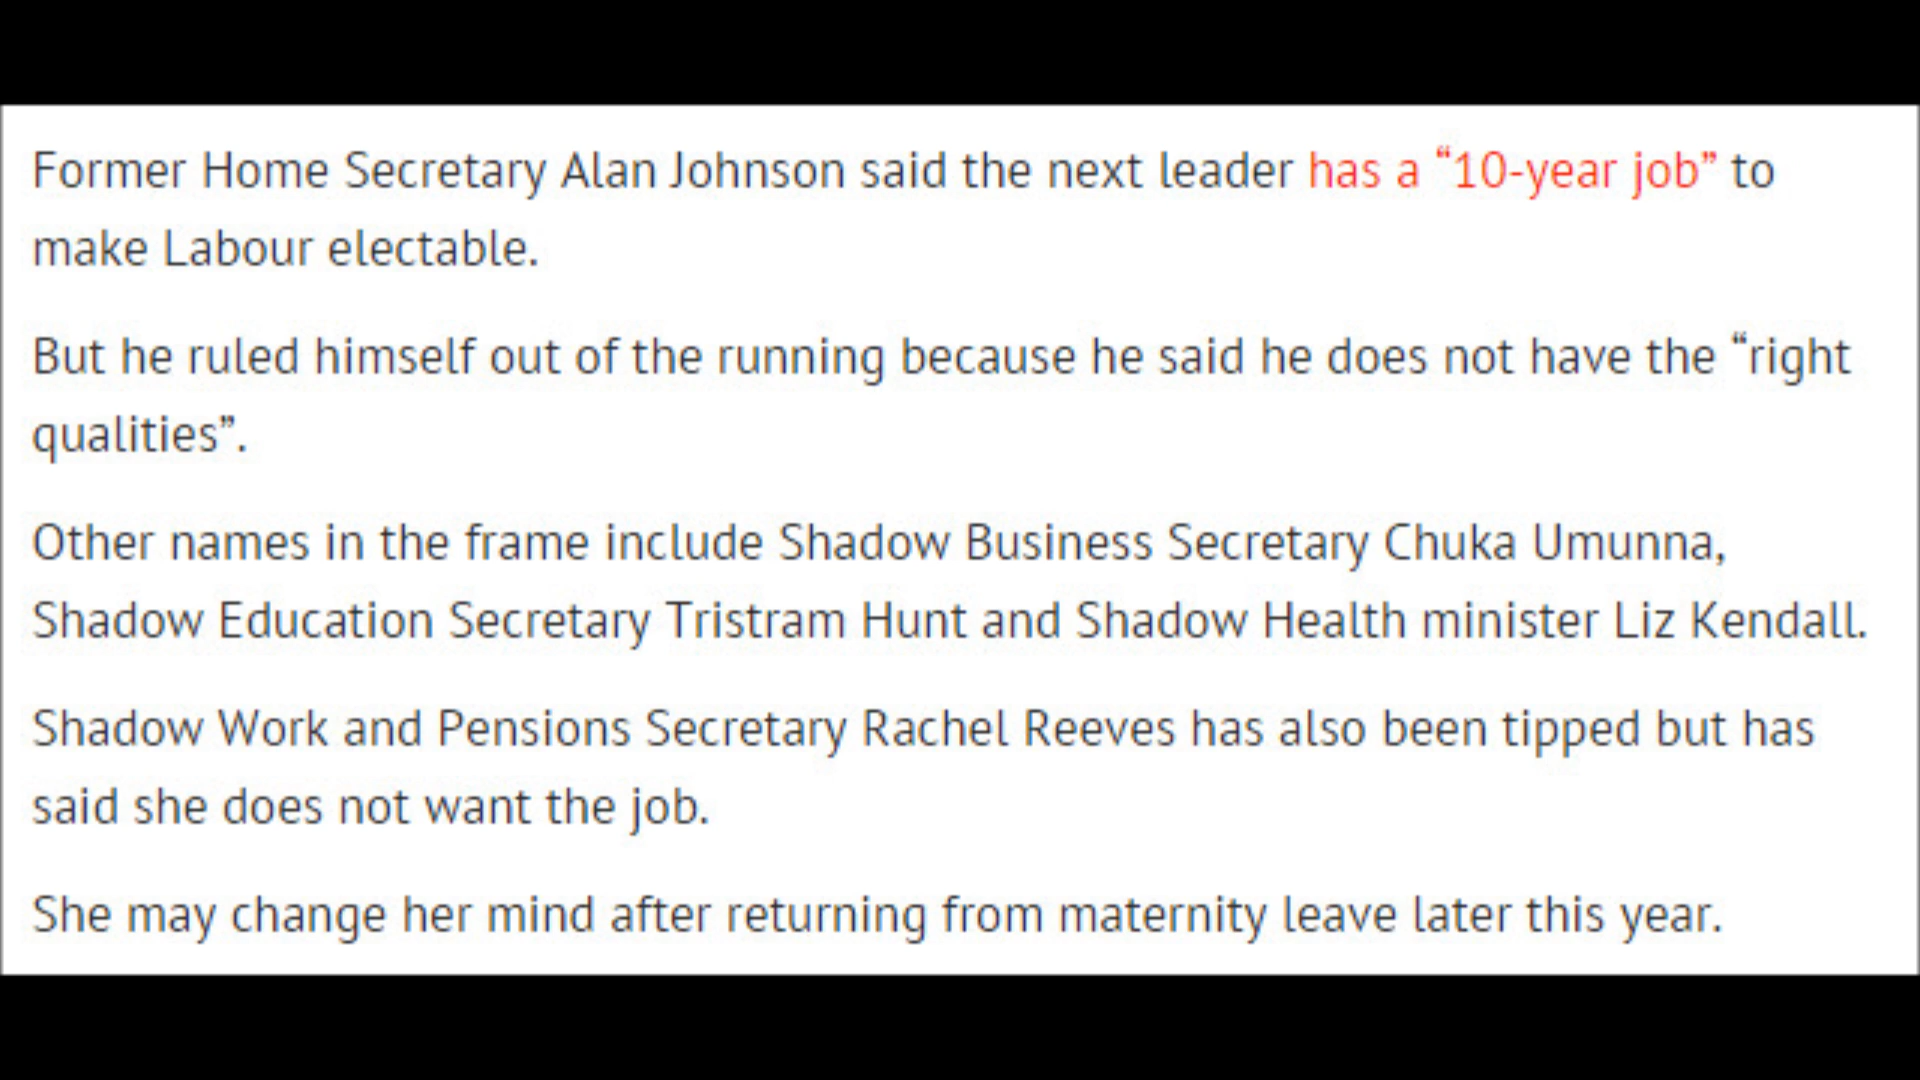 Former Home Secretary Alan Johnson said the next leader has a “10-year job” to
make Labour electable.
But he ruled himself out of the running because he said he does not have the “right
qualities”.
Other names in the frame include Shadow Business Secretary Chuka Umunna,
Shadow Education Secretary Tristram Hunt and Shadow Health minister Liz Kendall.
Shadow Work and Pensions Secretary Rachel Reeves has also been tipped but has
said she does not want the job.
She may change her mind after returning from maternity leave later this year.